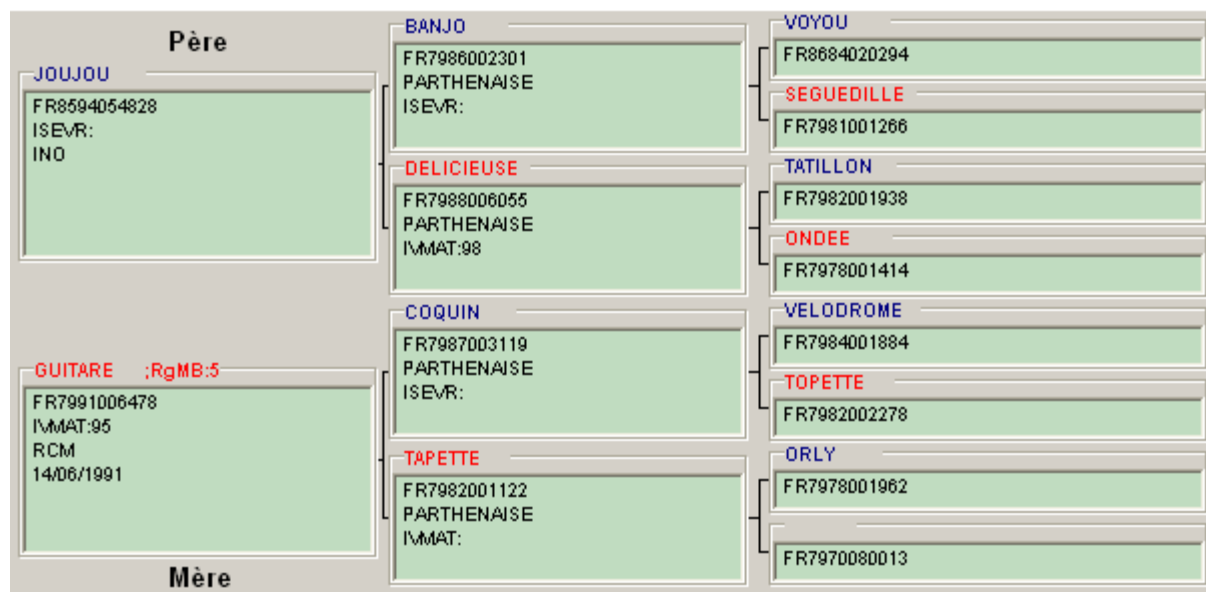 Père
JOUJOU
FR8594054828
ISEVR:
INO
GUITARE ;RgMB:5
FR7991006478
IVMAT:95
RCM
14/06/1991
Mère
BANJO
FR7986002301
PARTHENAISE
ISEVR:
DELICIEUSE
FR7988006055
PARTHENAISE
IVMAT:98
COQUIN
FR7987003119
PARTHENAISE
ISEVR:
TAPETTE
FR7982001122
PARTHENAISE
IVMAT:
VOYOU
FR8684020294
SEGUEDILLE
FR7981001266
TATILLON
FR7982001938
ONDEE
FR7978001414
VELODROME
FR7984001884
TOPETTE
FR7982002278
ORLY
FR7978001962
FR7970080013